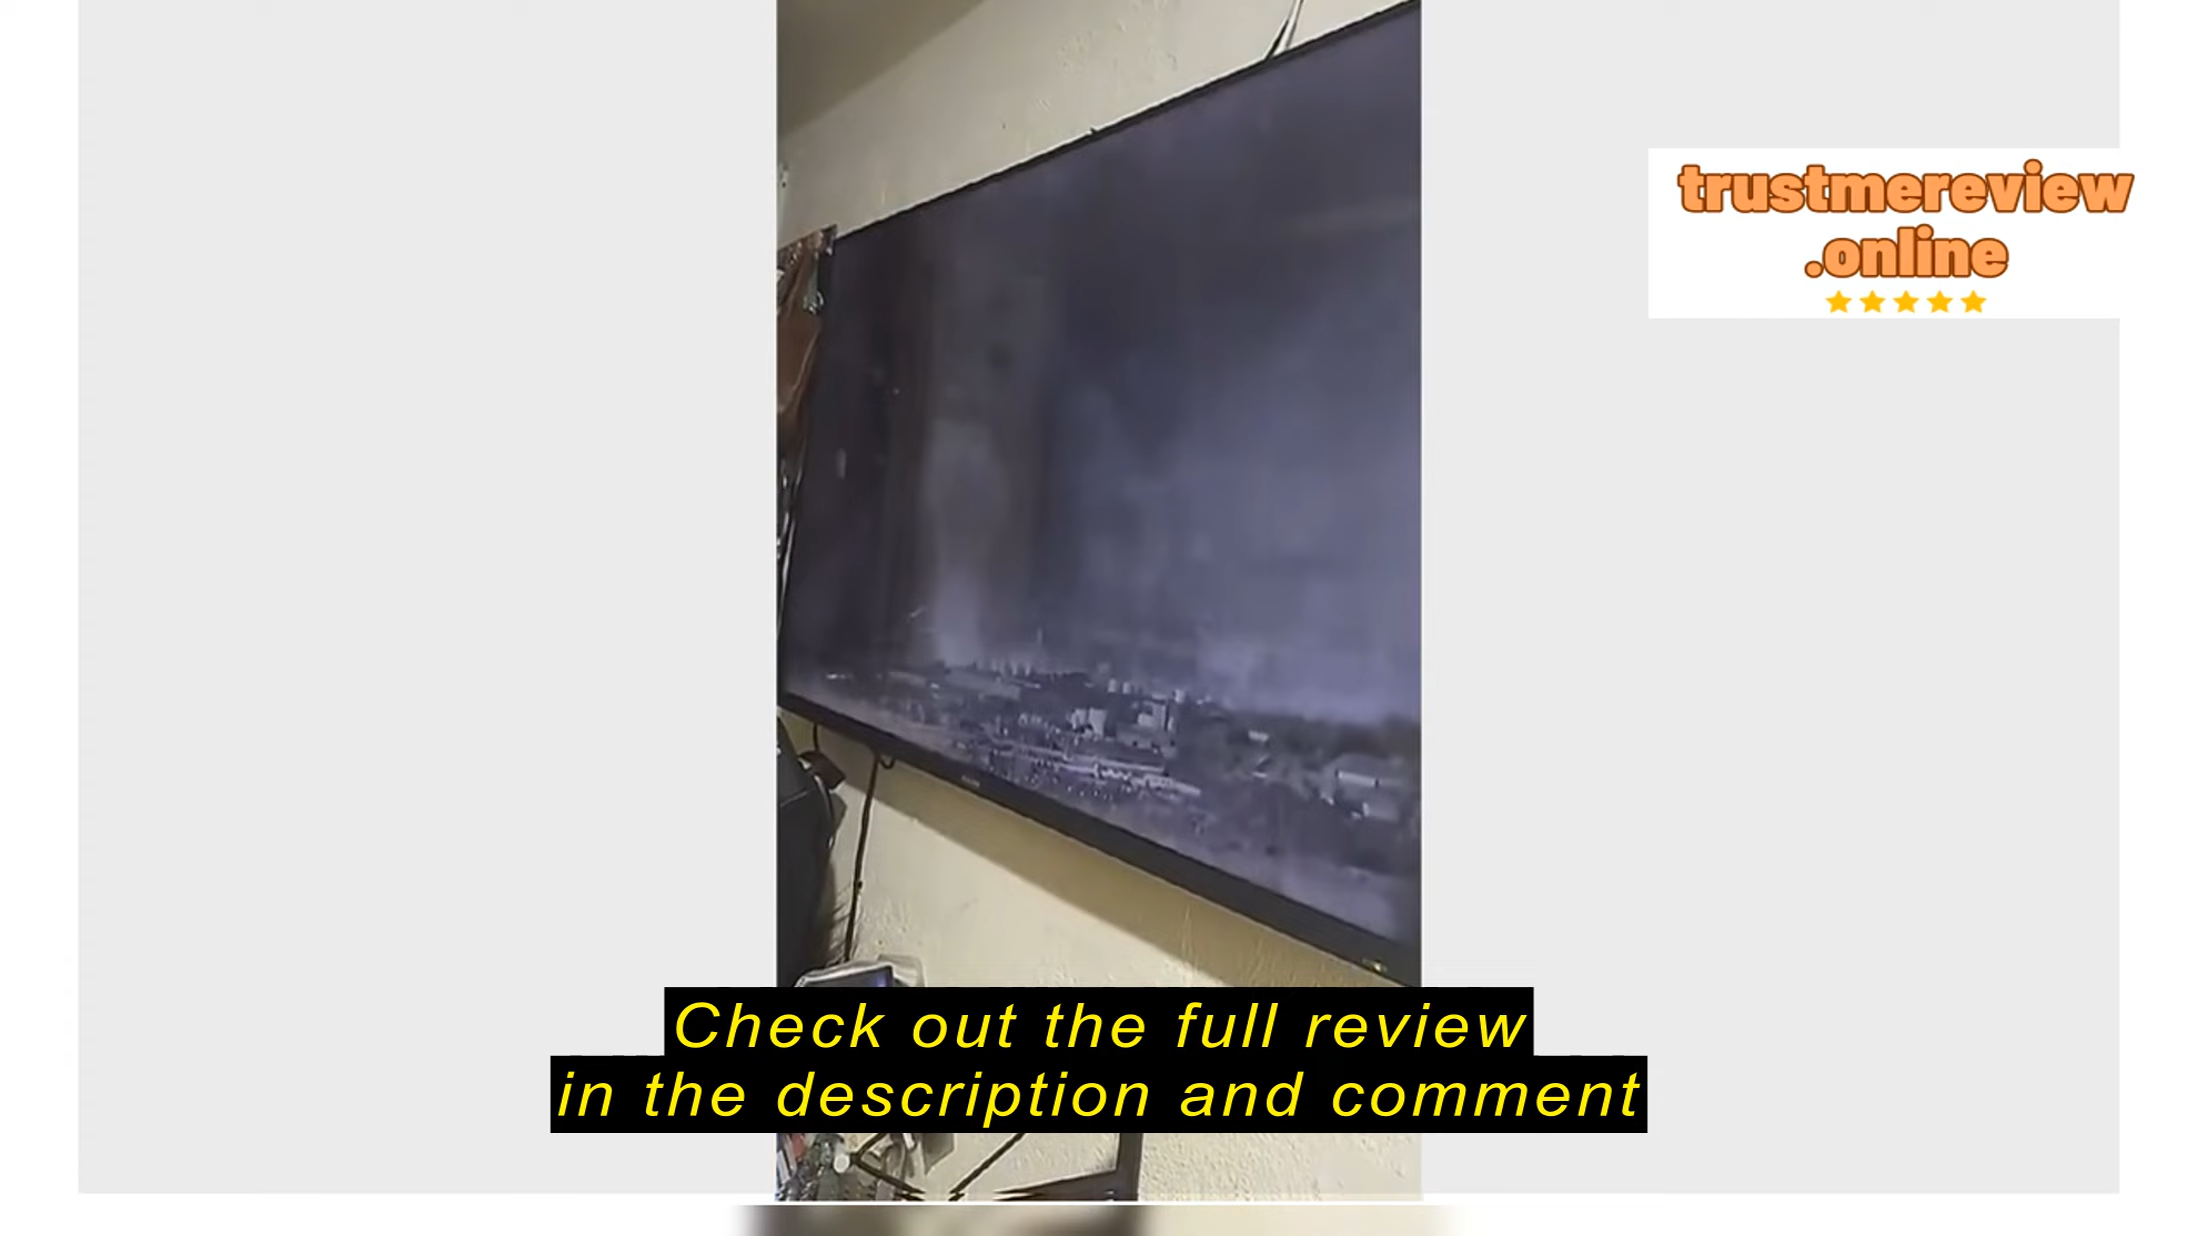 trustmereview
.online
Check out the full review
in the description and comment